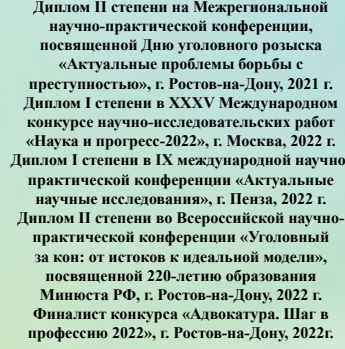 Диплом II степени на Межрегиональной
научно-практической конференции,
посвященной Дню уголовного розыска
«Актуальные проблемы борьбы с
преступностью», г. Ростов-на-Дону, 2021 г.
Диплом I степени в XXXV Международном
конкурсе научно-исследовательских работ
«Наука и прогресс-2022», г. Москва, 2022 г.
Диплом I степени в IX международной научно
практической конференции «Актуальные
научные исследования», г. Пенза, 2022 г.
Диплом II степени во Всероссийской научно-
практической конференции «Уголовный
за кон: от истоков к идеальной модели»,
посвященной 220-летию образования
Минюста РФ, г. Ростов-на-Дону, 2022 г.
Финалист конкурса «Адвокатура. Шаг в
профессию 2022», г. Ростов-на-Дону, 2022г.